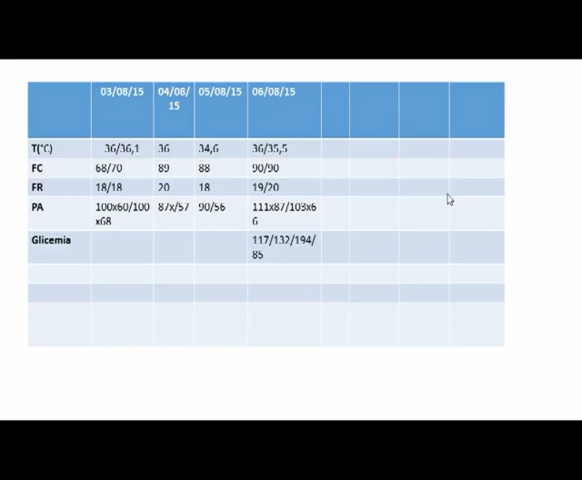 03/08/15 04/08/ 05/08/15 06/08/15
15
T(°C) 36/36,1 36 34,6 36/35,5
FC 68/70 89 88 90/90
FR 18/18 20 18 19/20
PA 100x60/100 87x/57 90/56 111x87/103x6
x68 6
Glicemia 117/132/194/
85